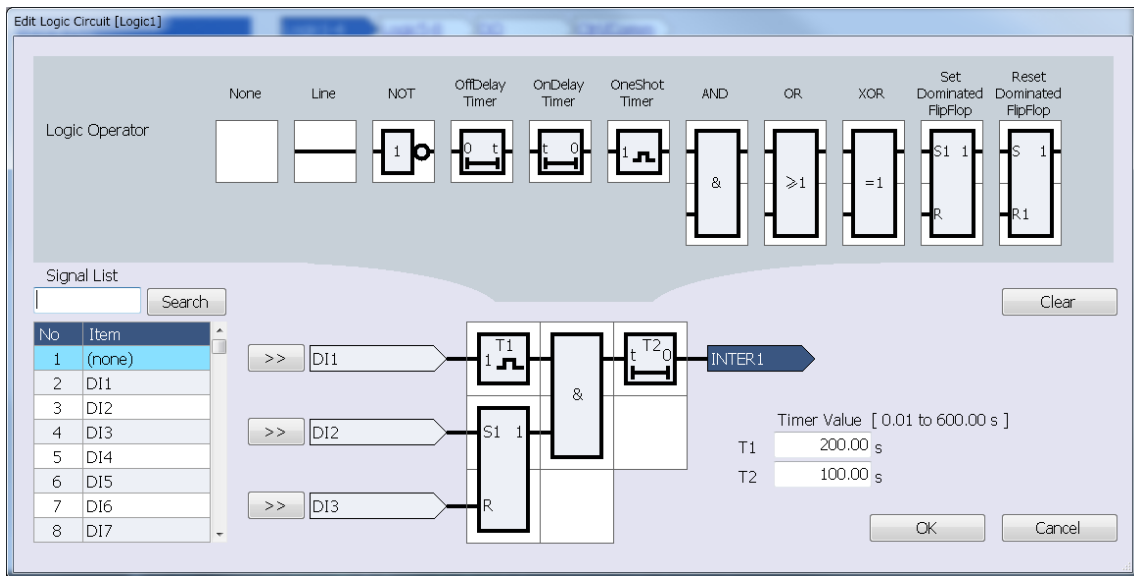 Edit Logic Circuit [Logic1]
Logic Operator
None
Line
NOT
OffDelay
Timer
OnDelay
Timer
OneShot
Timer
AND
OR
XOR
Set
Dominated
FlipFlop
Reset
Dominated
FlipFlop
1
0 t
t 0
1
&
≥1
=1
S1 1
R
S 1
R1
Signal List
Search
Clear
No Item
1 (none)
2 DI1
3 DI2
4 DI3
5 DI4
6 DI5
7 DI6
8 DI7
>> DI1
T1
1
&
T2
t 0
INTER1
>> DI2
S1 1
>> DI3
R
Timer Value [ 0.01 to 600.00 s ]
T1 200.00 s
T2 100.00 s
OK
Cancel